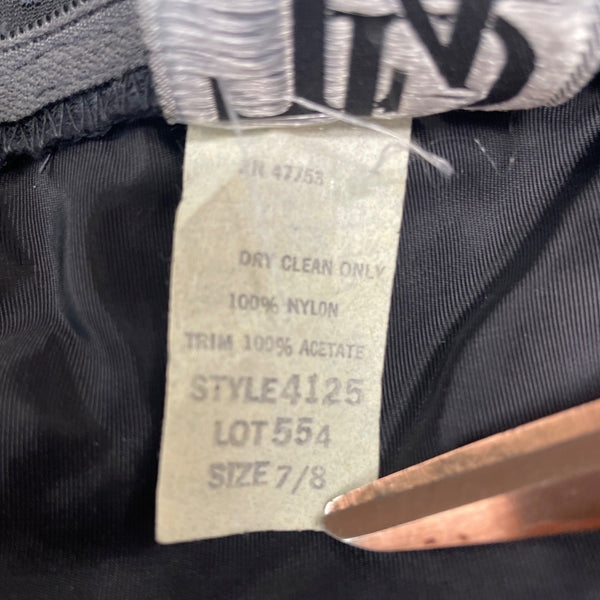 RN 47758
DRY CLEAN ONLY
100% NYLON
TRIM 100% ACETATE
STYLE 4125
LOT 554
SIZE 7/8